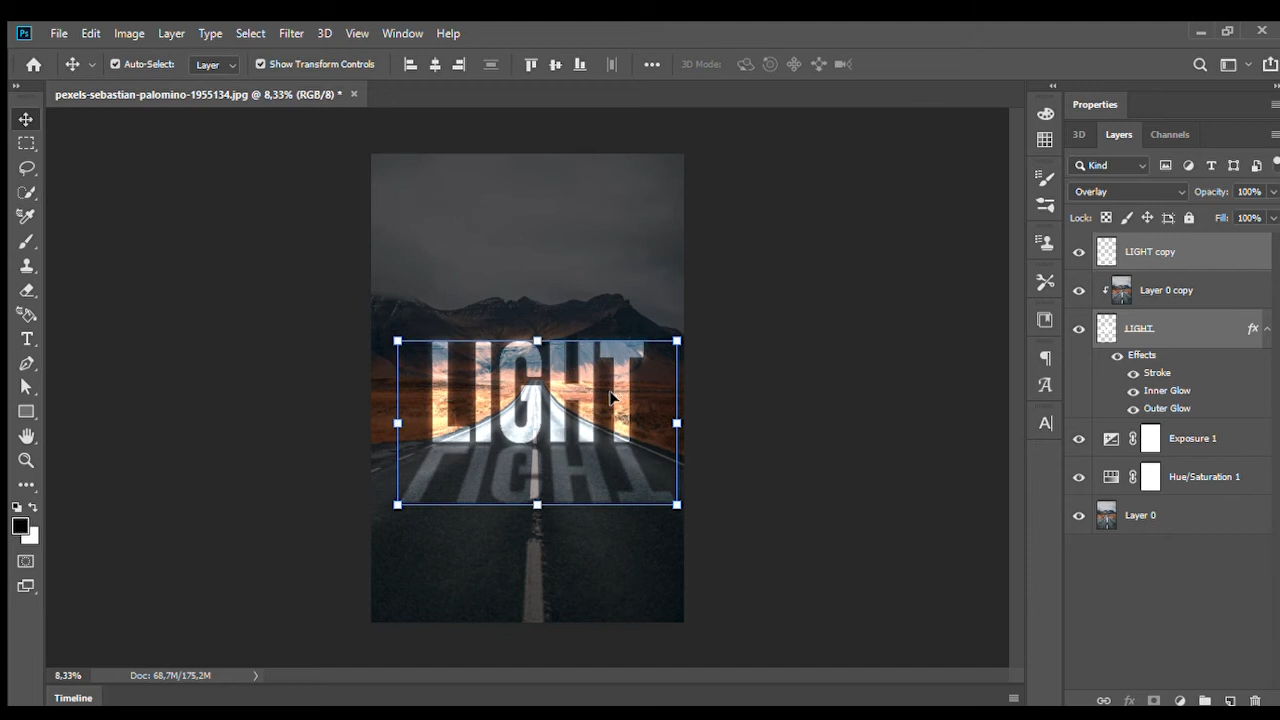 Ps File Edit Image Layer Type Select Filter 3D View Window Help
Auto-Select: Layer Show Transform Controls 3D Mode:
pexels-sebastian-palomino-1955134.jpg @ 8,33% (RGB/8) *
Properties
3D Layers Channels
Kind
Overlay Opacity: 100%
Lock: Fill: 100%
LIGHT copy
Layer 0 copy
LIGHT fx
Effects
Stroke
Inner Glow
Outer Glow
Exposure 1
Hue/Saturation 1
Layer 0
LIGHT
LIGHT
8,33% Doc: 68,7M/175,2M
Timeline
fx